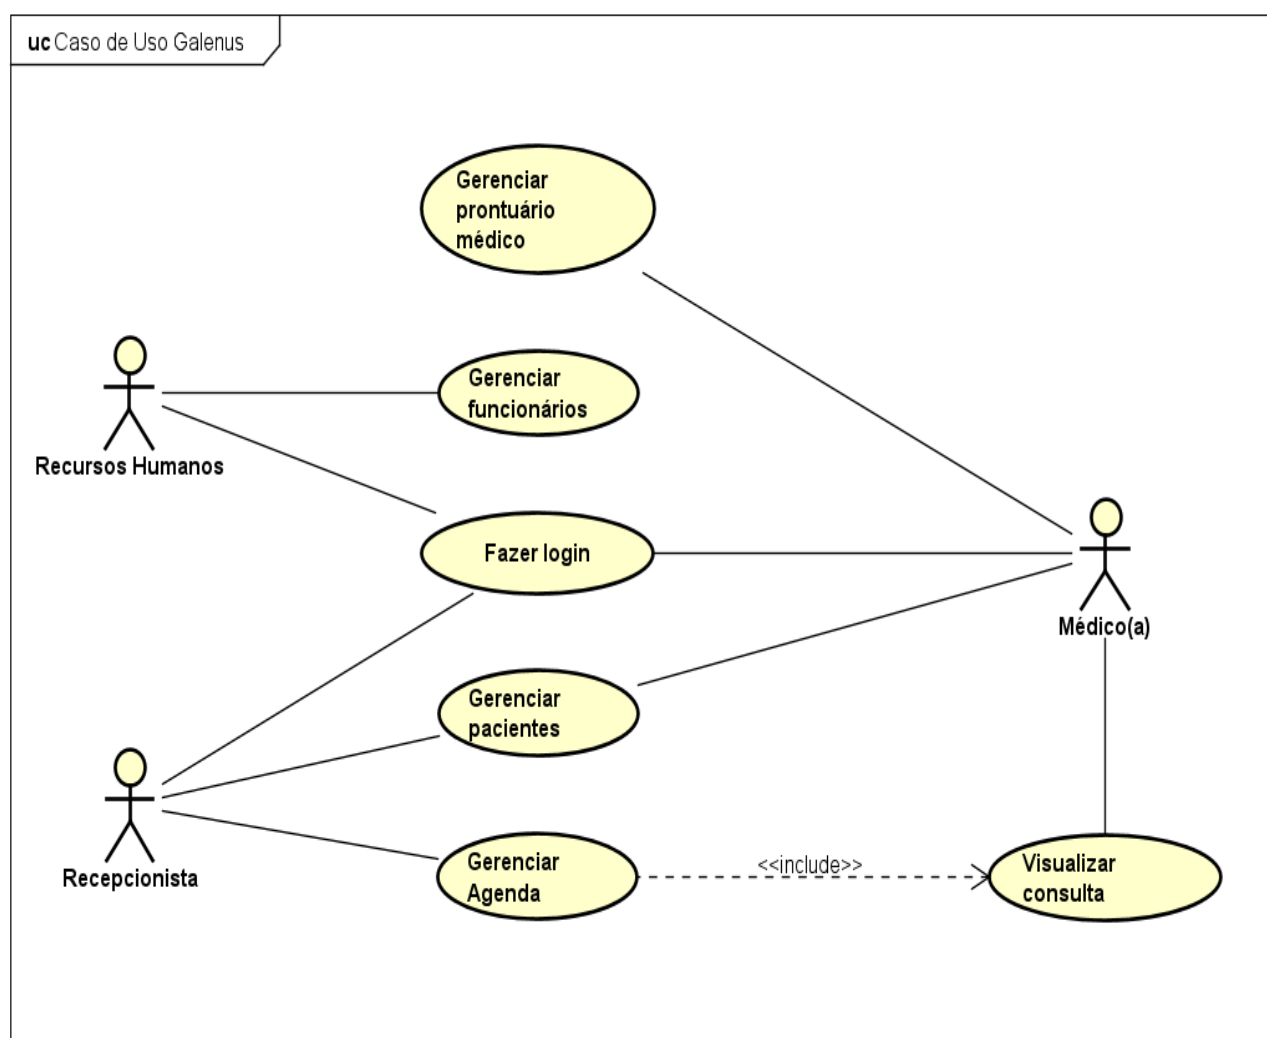 uc Caso de Uso Galenus
Gerenciar
prontuário
médico
Gerenciar
funcionários
Recursos Humanos
Fazer login
Médico(a)
Gerenciar
pacientes
Recepcionista
Gerenciar
Agenda
<<include>>
Visualizar
consulta